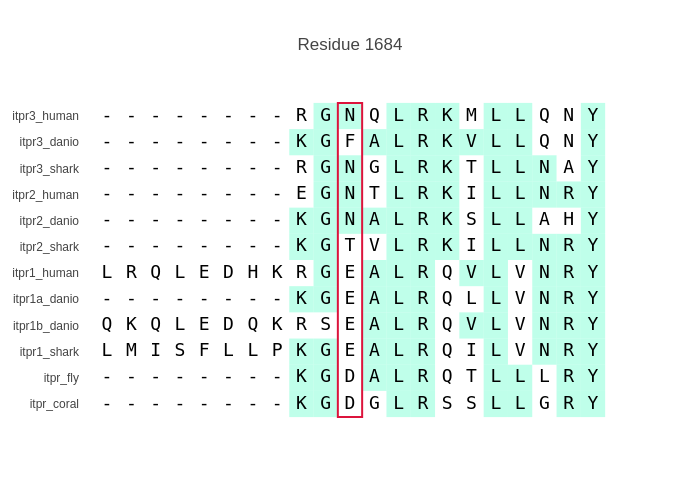 Residue 1684
itpr3_human - - - - - - - - R G N Q L R K M L L Q N Y
itpr3_danio - - - - - - - - K G F A L R K V L L Q N Y
itpr3_shark - - - - - - - - R G N G L R K T L L N A Y
itpr2_human - - - - - - - - E G N T L R K I L L N R Y
itpr2_danio - - - - - - - - K G N A L R K S L L A H Y
itpr2_shark - - - - - - - - K G T V L R K I L L N R Y
itpr1_human L R Q L E D H K R G E A L R Q V L V N R Y
itpr1a_danio - - - - - - - - K G E A L R Q L L V N R Y
itpr1b_danio Q K Q L E D Q K R S E A L R Q V L V N R Y
itpr1_shark L M I S F L L P K G E A L R Q I L V N R Y
itpr_fly - - - - - - - - K G D A L R Q T L L L R Y
itpr_coral - - - - - - - - K G D G L R S S L L G R Y